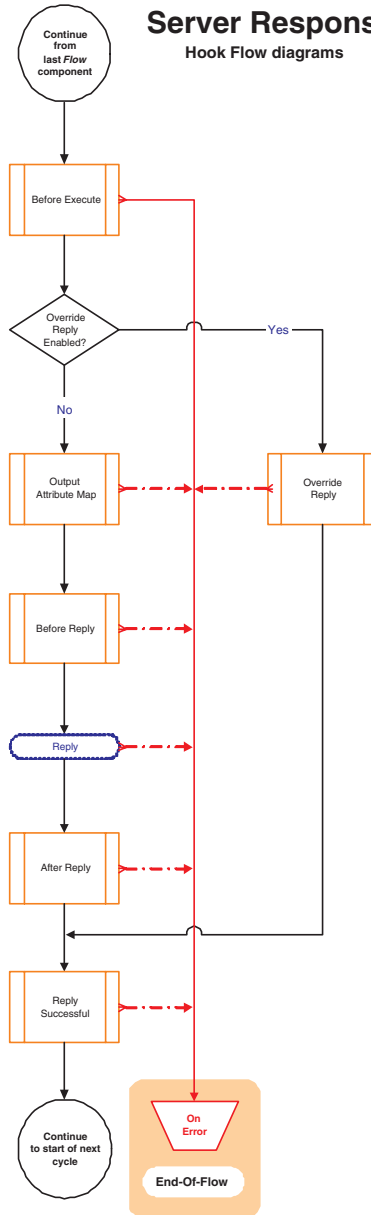 Server Respons
Hook Flow diagrams
Continue
from
last Flow
component
Before Execute
Override
Reply
Enabled?
Yes
No
Output
Attribute Map
Override
Reply
Before Reply
Reply
After Reply
Reply
Successful
Continue
to start of next
cycle
On
Error
End-Of-Flow